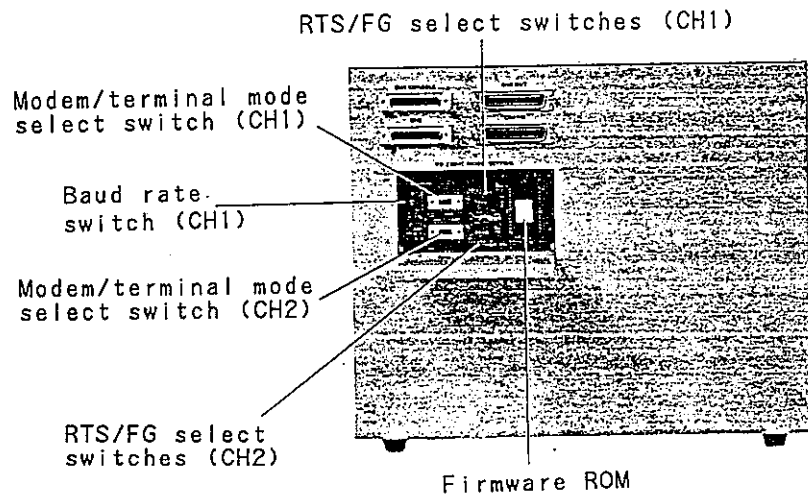 RTS/FG select switches (CH1)
Modem/terminal mode
select switch (CH1)
Baud rate
switch (CH1)
Modem/terminal mode
select switch (CH2)
RTS/FG select
switches (CH2)
Firmware ROM